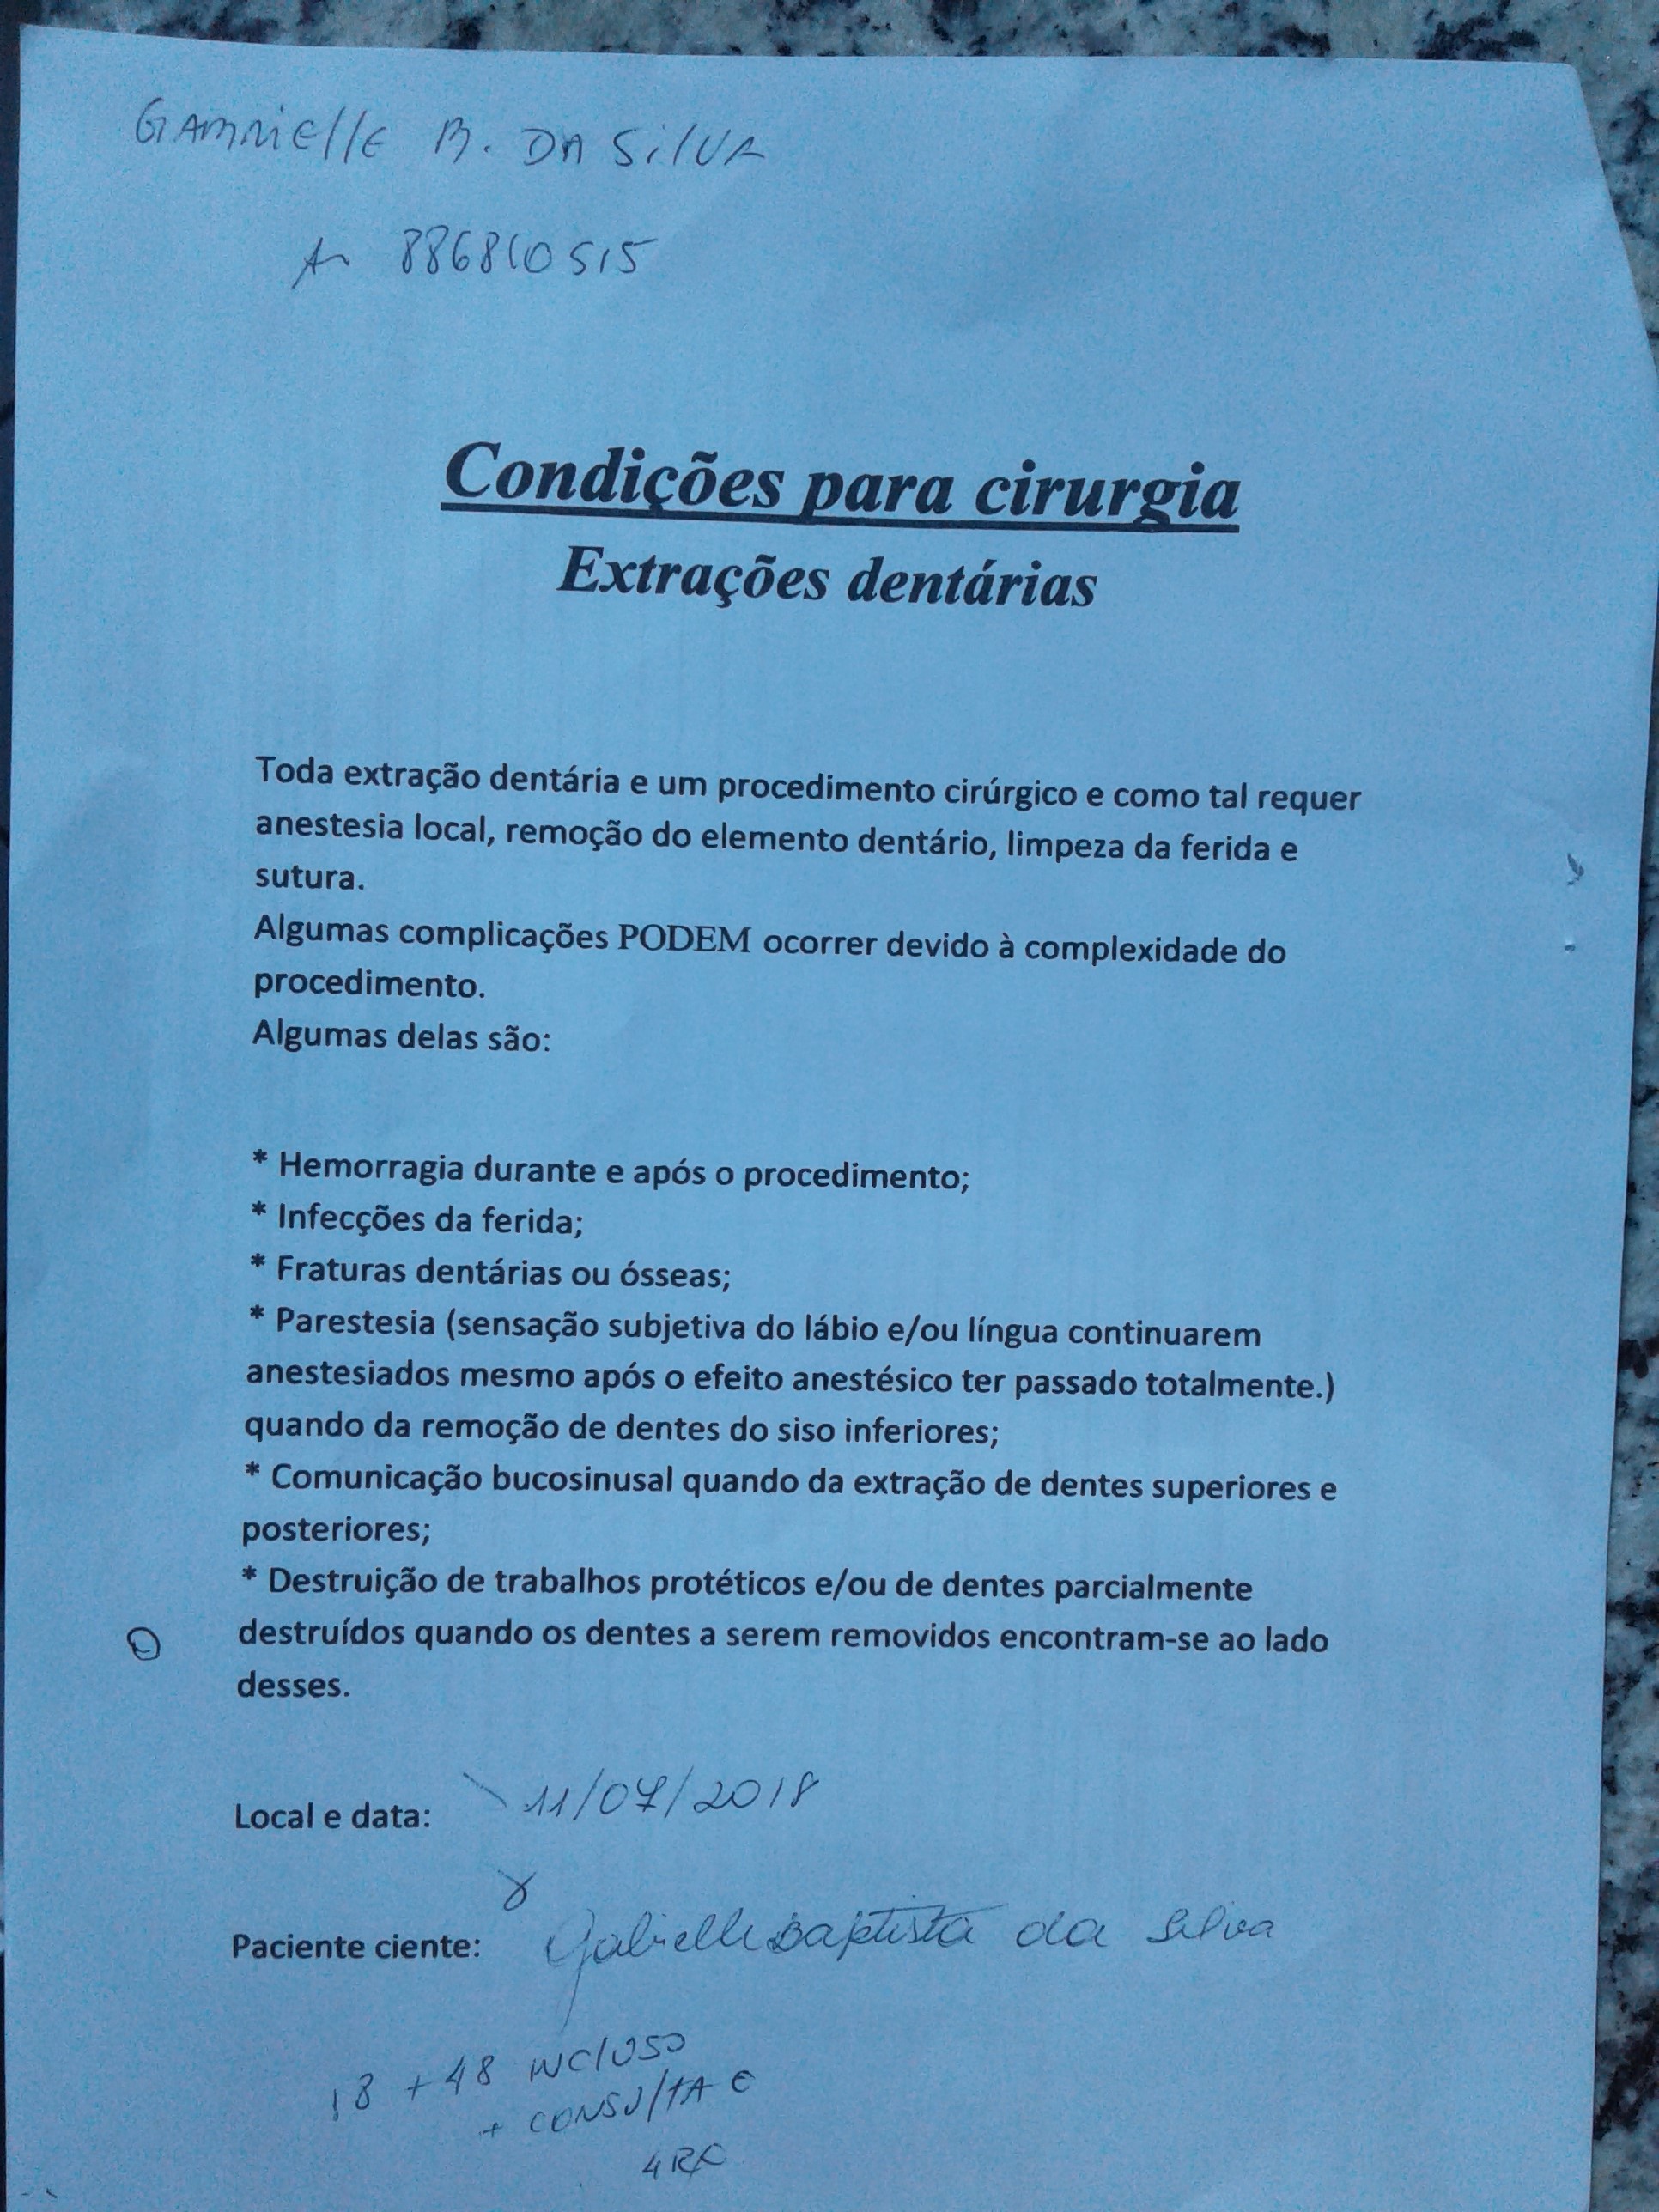 GABRIELLE B. DA SILVA
886810515
Condições para cirurgia
Extrações dentárias
Toda extração dentária e um procedimento cirúrgico e como tal requer
anestesia local, remoção do elemento dentário, limpeza da ferida e
sutura.
Algumas complicações PODEM ocorrer devido à complexidade do
procedimento.
Algumas delas são:
* Hemorragia durante e após o procedimento;
* Infecções da ferida;
* Fraturas dentárias ou ósseas;
* Parestesia (sensação subjetiva do lábio e/ou língua continuarem
anestesiados mesmo após o efeito anestésico ter passado totalmente.)
quando da remoção de dentes do siso inferiores;
* Comunicação bucosinusal quando da extração de dentes superiores e
posteriores;
* Destruição de trabalhos protéticos e/ou de dentes parcialmente
destruídos quando os dentes a serem removidos encontram-se ao lado
desses.
Local e data: 11/07/2018
Paciente ciente: Gabrielle Baptista da Silva
18 + 48 INCLUSO
+ CONSULTA E
4 RX